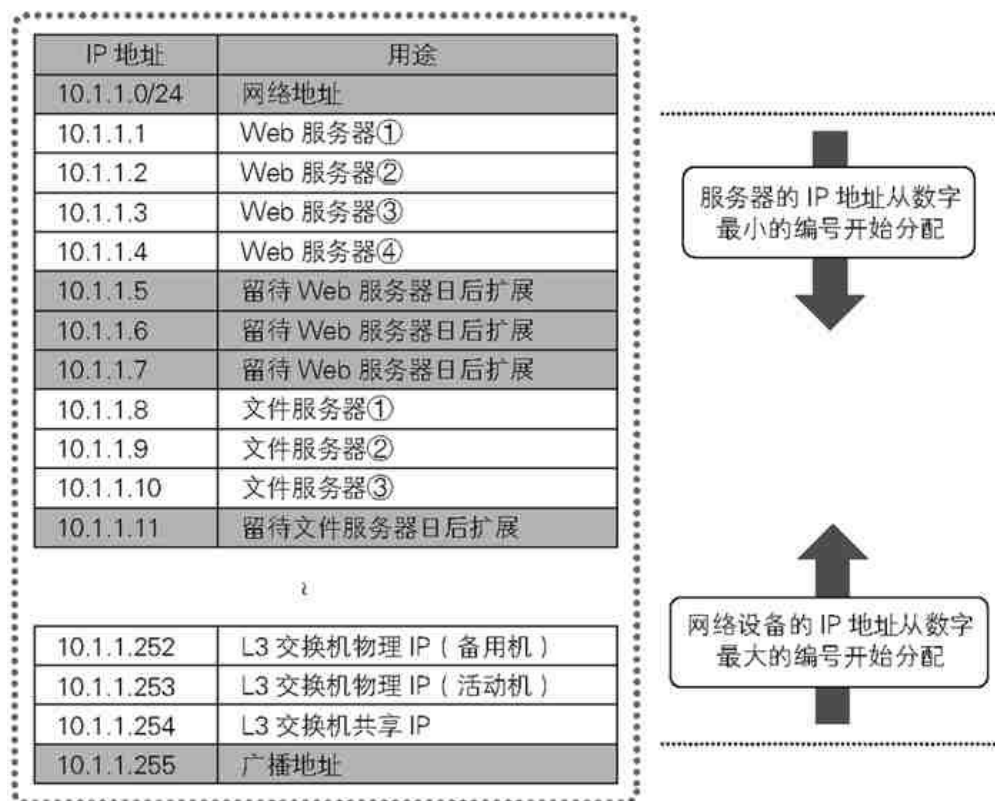 IP 地址 用途
10.1.1.0/24 网络地址
10.1.1.1 Web 服务器①
10.1.1.2 Web 服务器②
10.1.1.3 Web 服务器③
10.1.1.4 Web 服务器④
10.1.1.5 留待 Web 服务器日后扩展
10.1.1.6 留待 Web 服务器日后扩展
10.1.1.7 留待 Web 服务器日后扩展
10.1.1.8 文件服务器①
10.1.1.9 文件服务器②
10.1.1.10 文件服务器③
10.1.1.11 留待文件服务器日后扩展
~
10.1.1.252 L3 交换机物理 IP（备用机）
10.1.1.253 L3 交换机物理 IP（活动机）
10.1.1.254 L3 交换机共享 IP
10.1.1.255 广播地址
服务器的 IP 地址从数字
最小的编号开始分配
网络设备的 IP 地址从数字
最大的编号开始分配